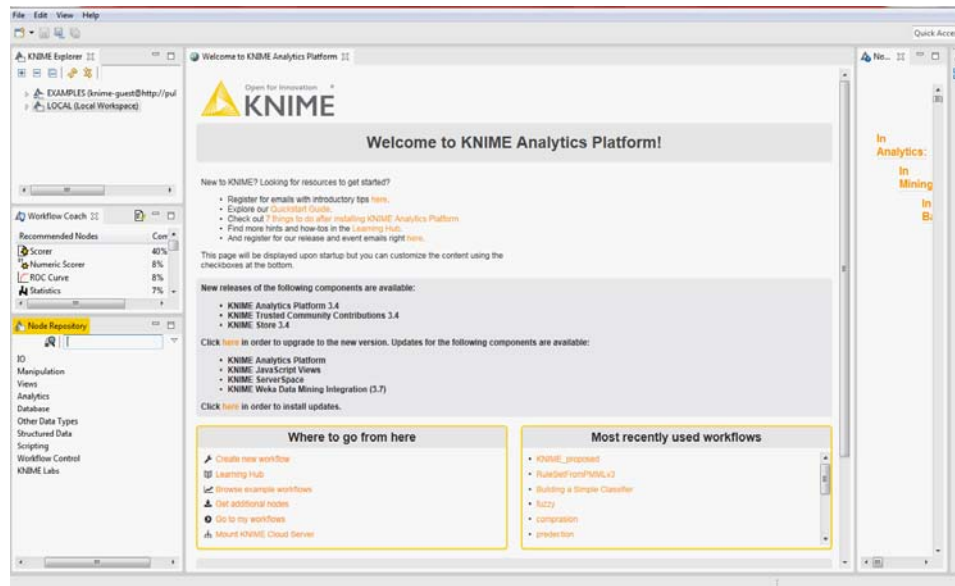 File Edit View Help
Quick Acce
KNIME Explorer
EXAMPLES (knime-guest@http://pul
LOCAL (Local Workspace)
Workflow Coach
Recommended Nodes Com
Scorer 40%
Numeric Scorer 8%
ROC Curve 8%
Statistics 7%
Node Repository
IO
Manipulation
Views
Analytics
Database
Other Data Types
Structured Data
Scripting
Workflow Control
KNIME Labs
Welcome to KNIME Analytics Platform
Open for Innovation
KNIME
Welcome to KNIME Analytics Platform!
New to KNIME? Looking for resources to get started?
• Register for emails with introductory tips here.
• Explore our Quickstart Guide.
• Check out 7 things to do after installing KNIME Analytics Platform
• Find more hints and how-tos in the Learning Hub.
• And register for our release and event emails right here.
This page will be displayed upon startup but you can customize the content using the
checkboxes at the bottom.
New releases of the following components are available:
• KNIME Analytics Platform 3.4
• KNIME Trusted Community Contributions 3.4
• KNIME Store 3.4
Click here in order to upgrade to the new version. Updates for the following components are available:
• KNIME Analytics Platform
• KNIME JavaScript Views
• KNIME ServerSpace
• KNIME Weka Data Mining Integration (3.7)
Click here in order to install updates.
Where to go from here
Create new workflow
Learning Hub
Browse example workflows
Get additional nodes
Go to my workflows
Mount KNIME Cloud Server
Most recently used workflows
• KNIME_proposed
• RuleSetFromPMMLv3
• Building a Simple Classifier
• fuzzy
• comprasion
• predection
No...
In
Analytics:
In
Mining
In
Ba